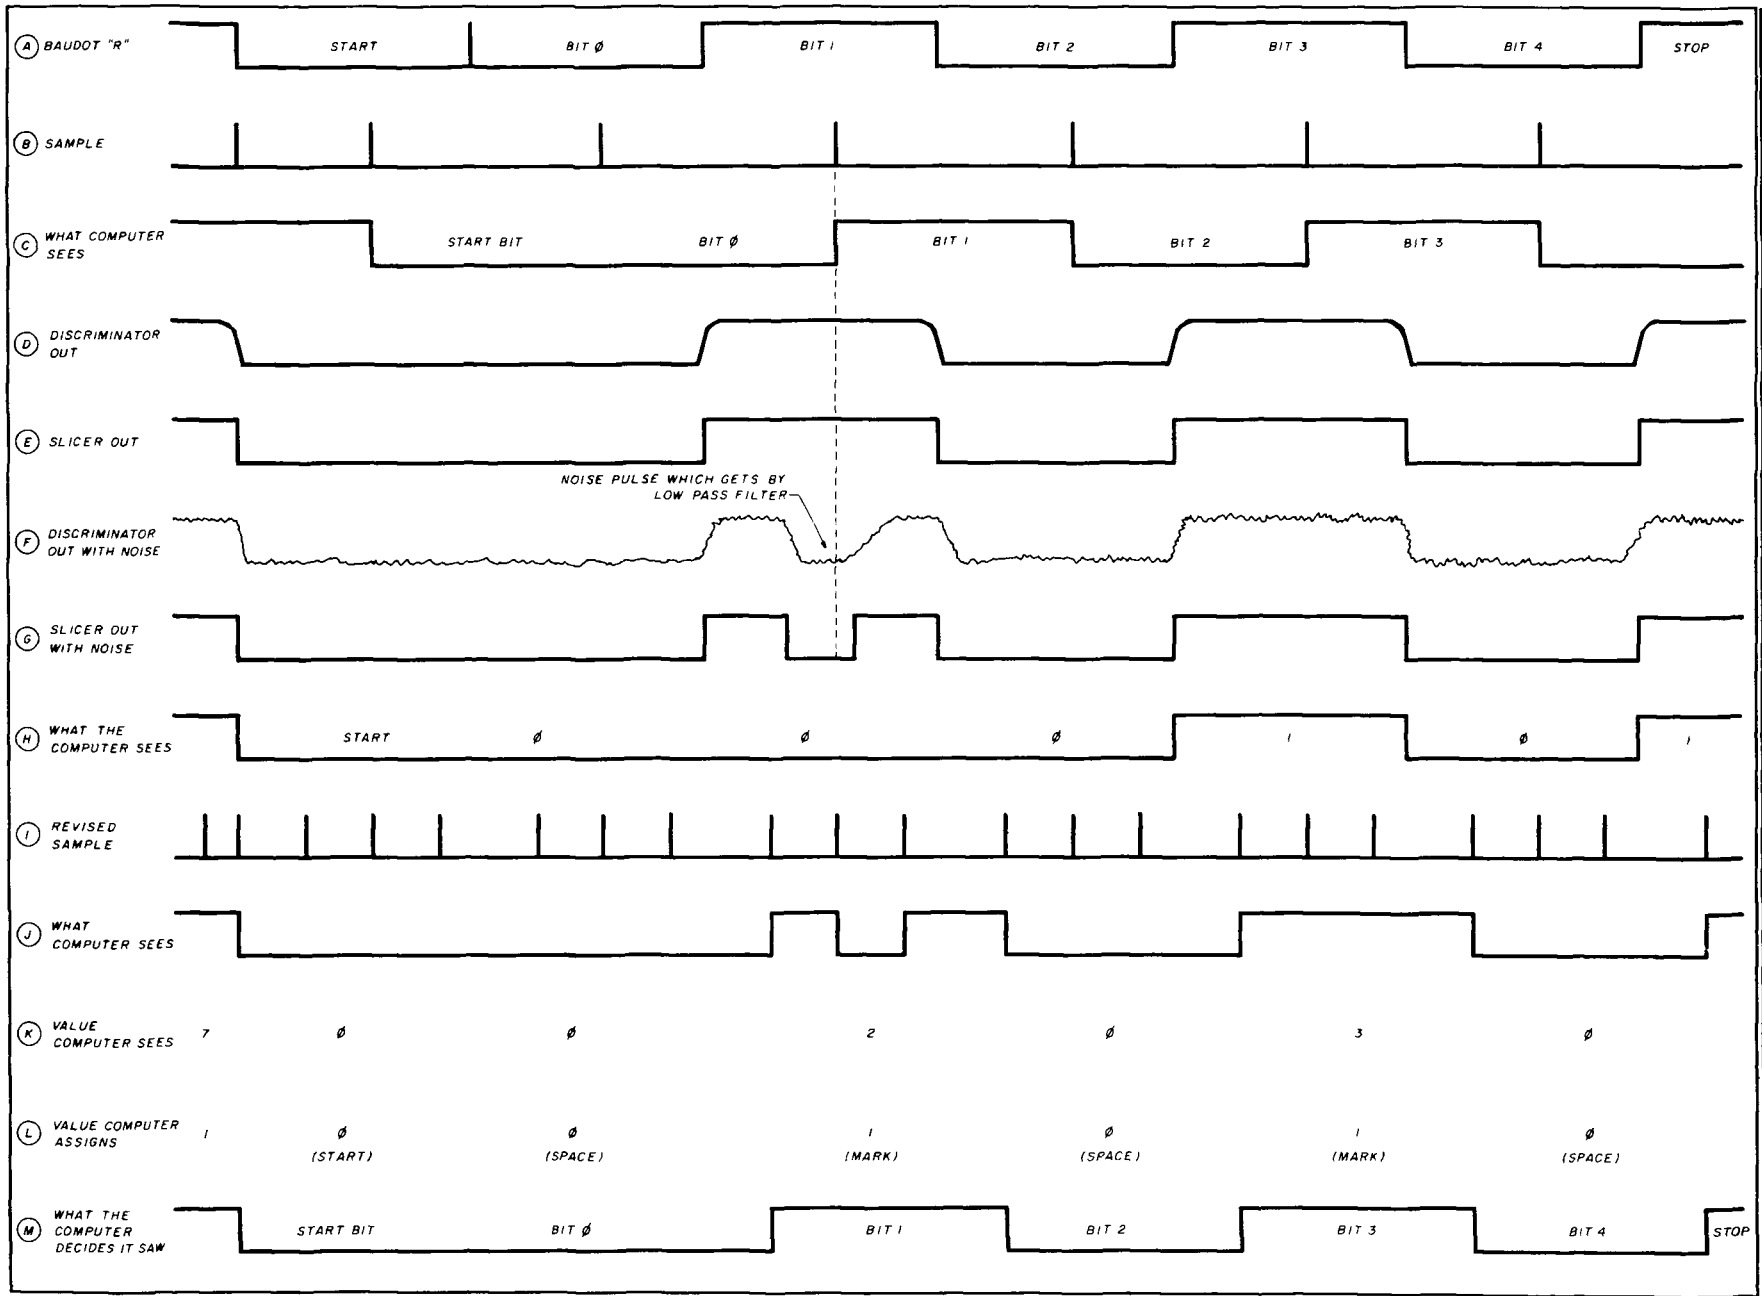 A BAUDOT "R"
START
BIT Ø
BIT 1
BIT 2
BIT 3
BIT 4
STOP
B SAMPLE
C WHAT COMPUTER
SEES
START BIT
BIT Ø
BIT 1
BIT 2
BIT 3
D DISCRIMINATOR
OUT
E SLICER OUT
NOISE PULSE WHICH GETS BY
LOW PASS FILTER
F DISCRIMINATOR
OUT WITH NOISE
G SLICER OUT
WITH NOISE
H WHAT THE
COMPUTER SEES
START Ø Ø Ø 1 Ø 1
I REVISED
SAMPLE
J WHAT
COMPUTER SEES
K VALUE
COMPUTER SEES
7 Ø Ø 2 Ø 3 Ø
L VALUE COMPUTER
ASSIGNS
1 Ø Ø 1 Ø 1 Ø
(START) (SPACE) (MARK) (SPACE) (MARK) (SPACE)
M WHAT THE
COMPUTER
DECIDES IT SAW
START BIT
BIT Ø
BIT 1
BIT 2
BIT 3
BIT 4
STOP